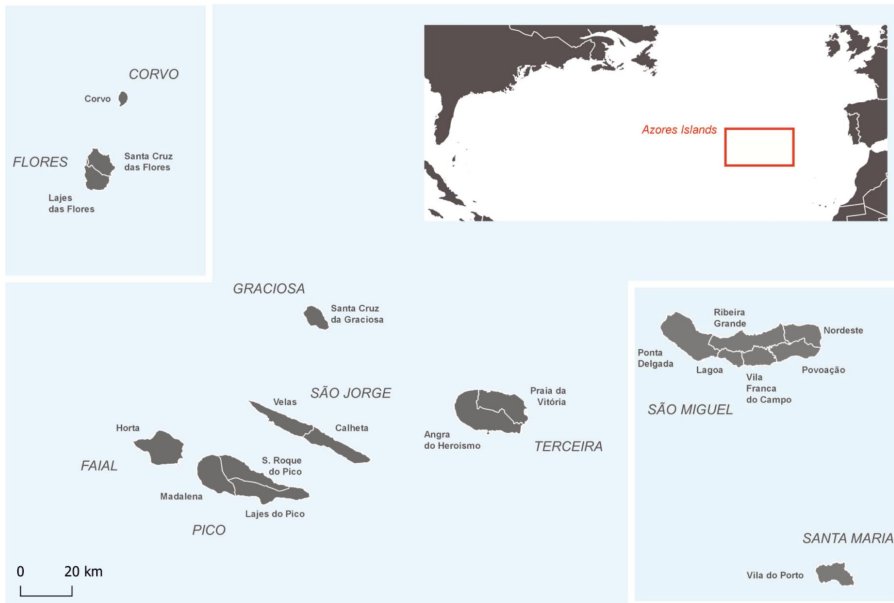 CORVO
Corvo
FLORES
Santa Cruz
das Flores
Lajes
das Flores
Azores Islands
GRACIOSA
Santa Cruz
da Graciosa
SÃO JORGE
Velas
Calheta
Horta
FAIAL
S. Roque
do Pico
Madalena
Lajes do Pico
PICO
Praia da
Vitória
Angra
do Heroismo
TERCEIRA
Ribeira
Grande
Nordeste
Ponta
Delgada
Lagoa
Vila
Franca
do Campo
Povoação
SÃO MIGUEL
SANTA MARIA
Vila do Porto
0 20 km